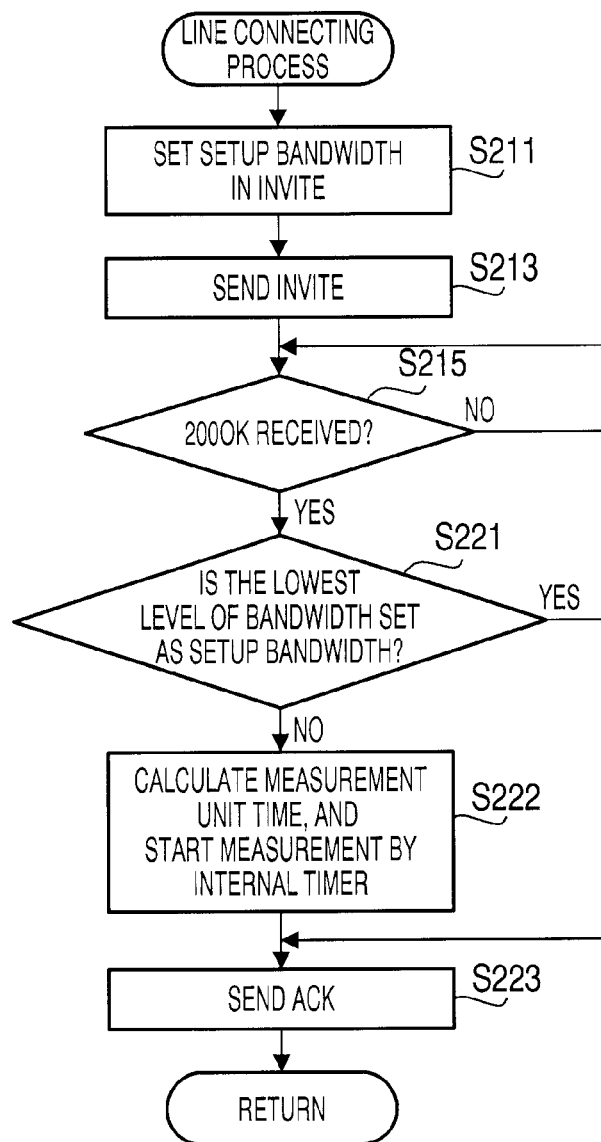 LINE CONNECTING
PROCESS
SET SETUP BANDWIDTH
IN INVITE
S211
SEND INVITE
S213
S215
200OK RECEIVED?
NO
YES
S221
IS THE LOWEST
LEVEL OF BANDWIDTH SET
AS SETUP BANDWIDTH?
YES
NO
CALCULATE MEASUREMENT
UNIT TIME, AND
START MEASUREMENT BY
INTERNAL TIMER
S222
SEND ACK
S223
RETURN